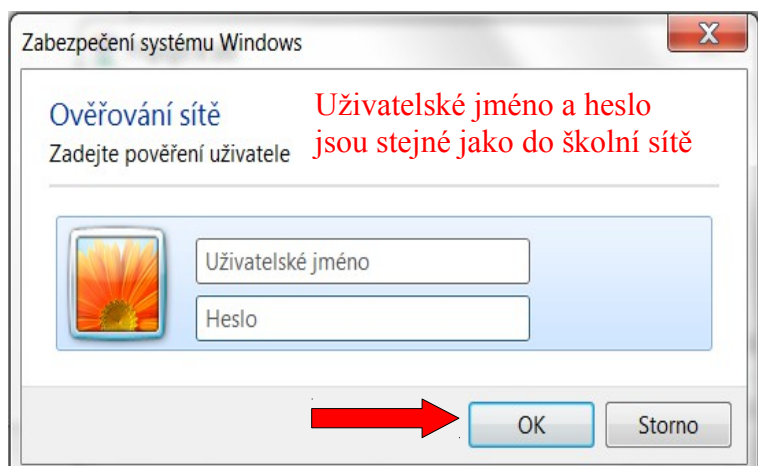 Zabezpečení systému Windows
X
Ověřování sítě
Zadejte pověření uživatele
Uživatelské jméno a heslo
jsou stejné jako do školní sítě
Uživatelské jméno
Heslo
OK
Storno